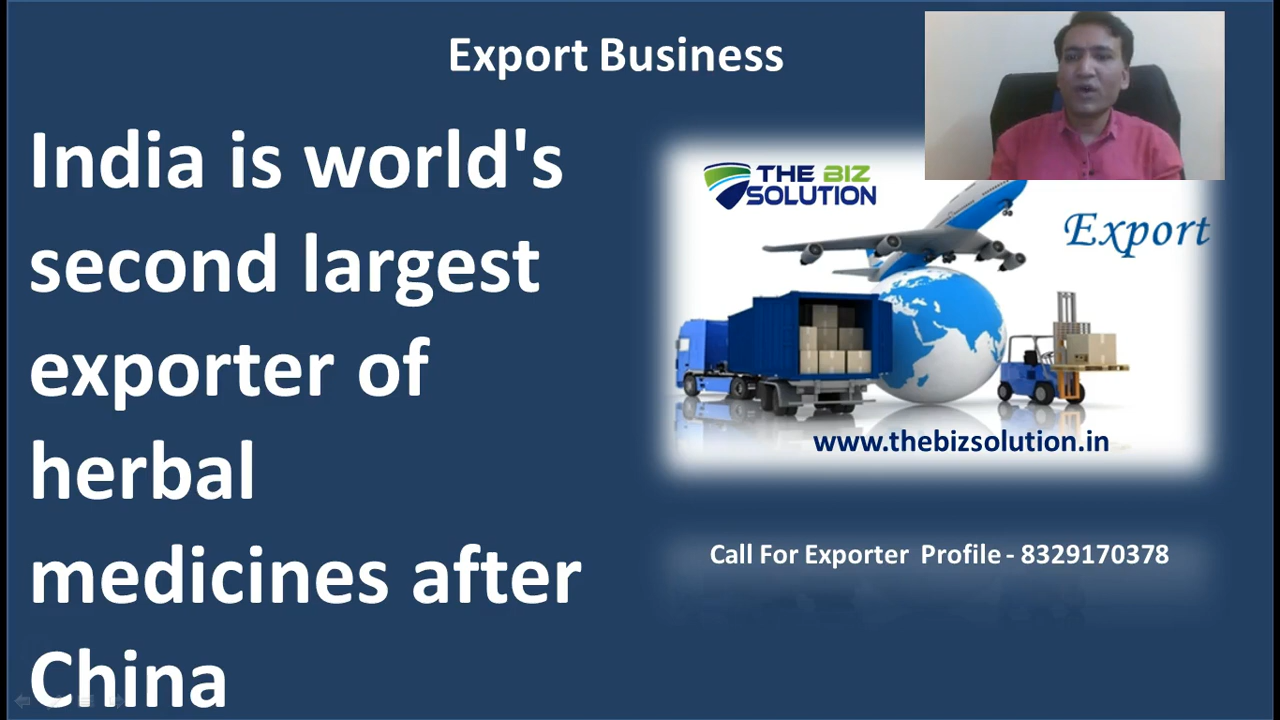 Export Business
India is world's
second largest
exporter of
herbal
medicines after
China
THE BIZ
SOLUTION
Export
www.thebizsolution.in
Call For Exporter Profile - 8329170378